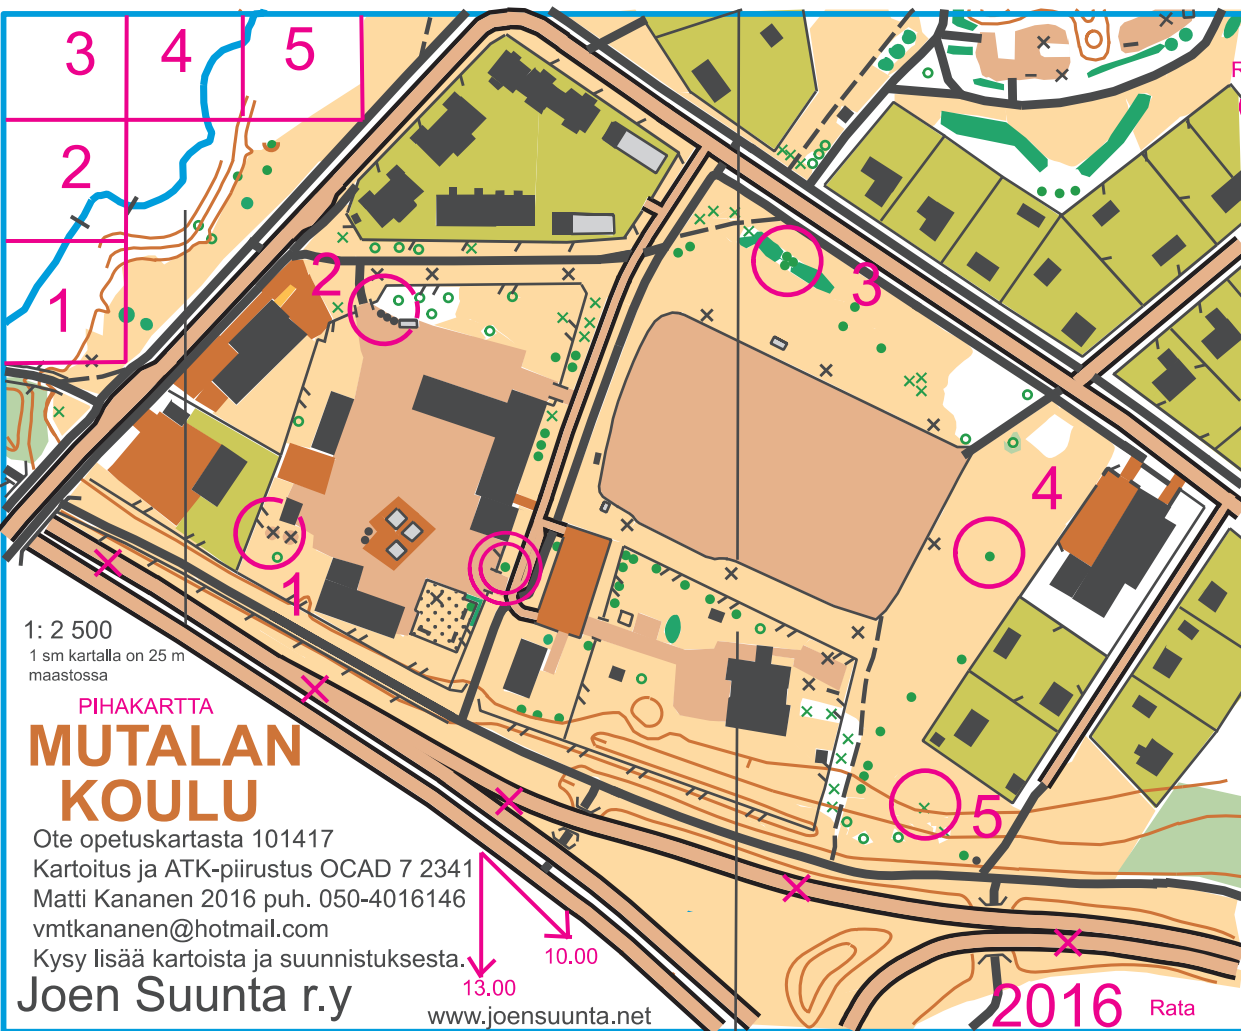 3 4 5
2
1
R
2
3
4
1
5
1: 2 500
1 sm kartalla on 25 m
maastossa
PIHAKARTTA
MUTALAN
KOULU
Ote opetuskartasta 101417
Kartoitus ja ATK-piirustus OCAD 7 2341
Matti Kananen 2016 puh. 050-4016146
vmtkananen@hotmail.com
Kysy lisää kartoista ja suunnistuksesta.
10.00
13.00
Joen Suunta r.y
www.joensuunta.net
2016 Rata